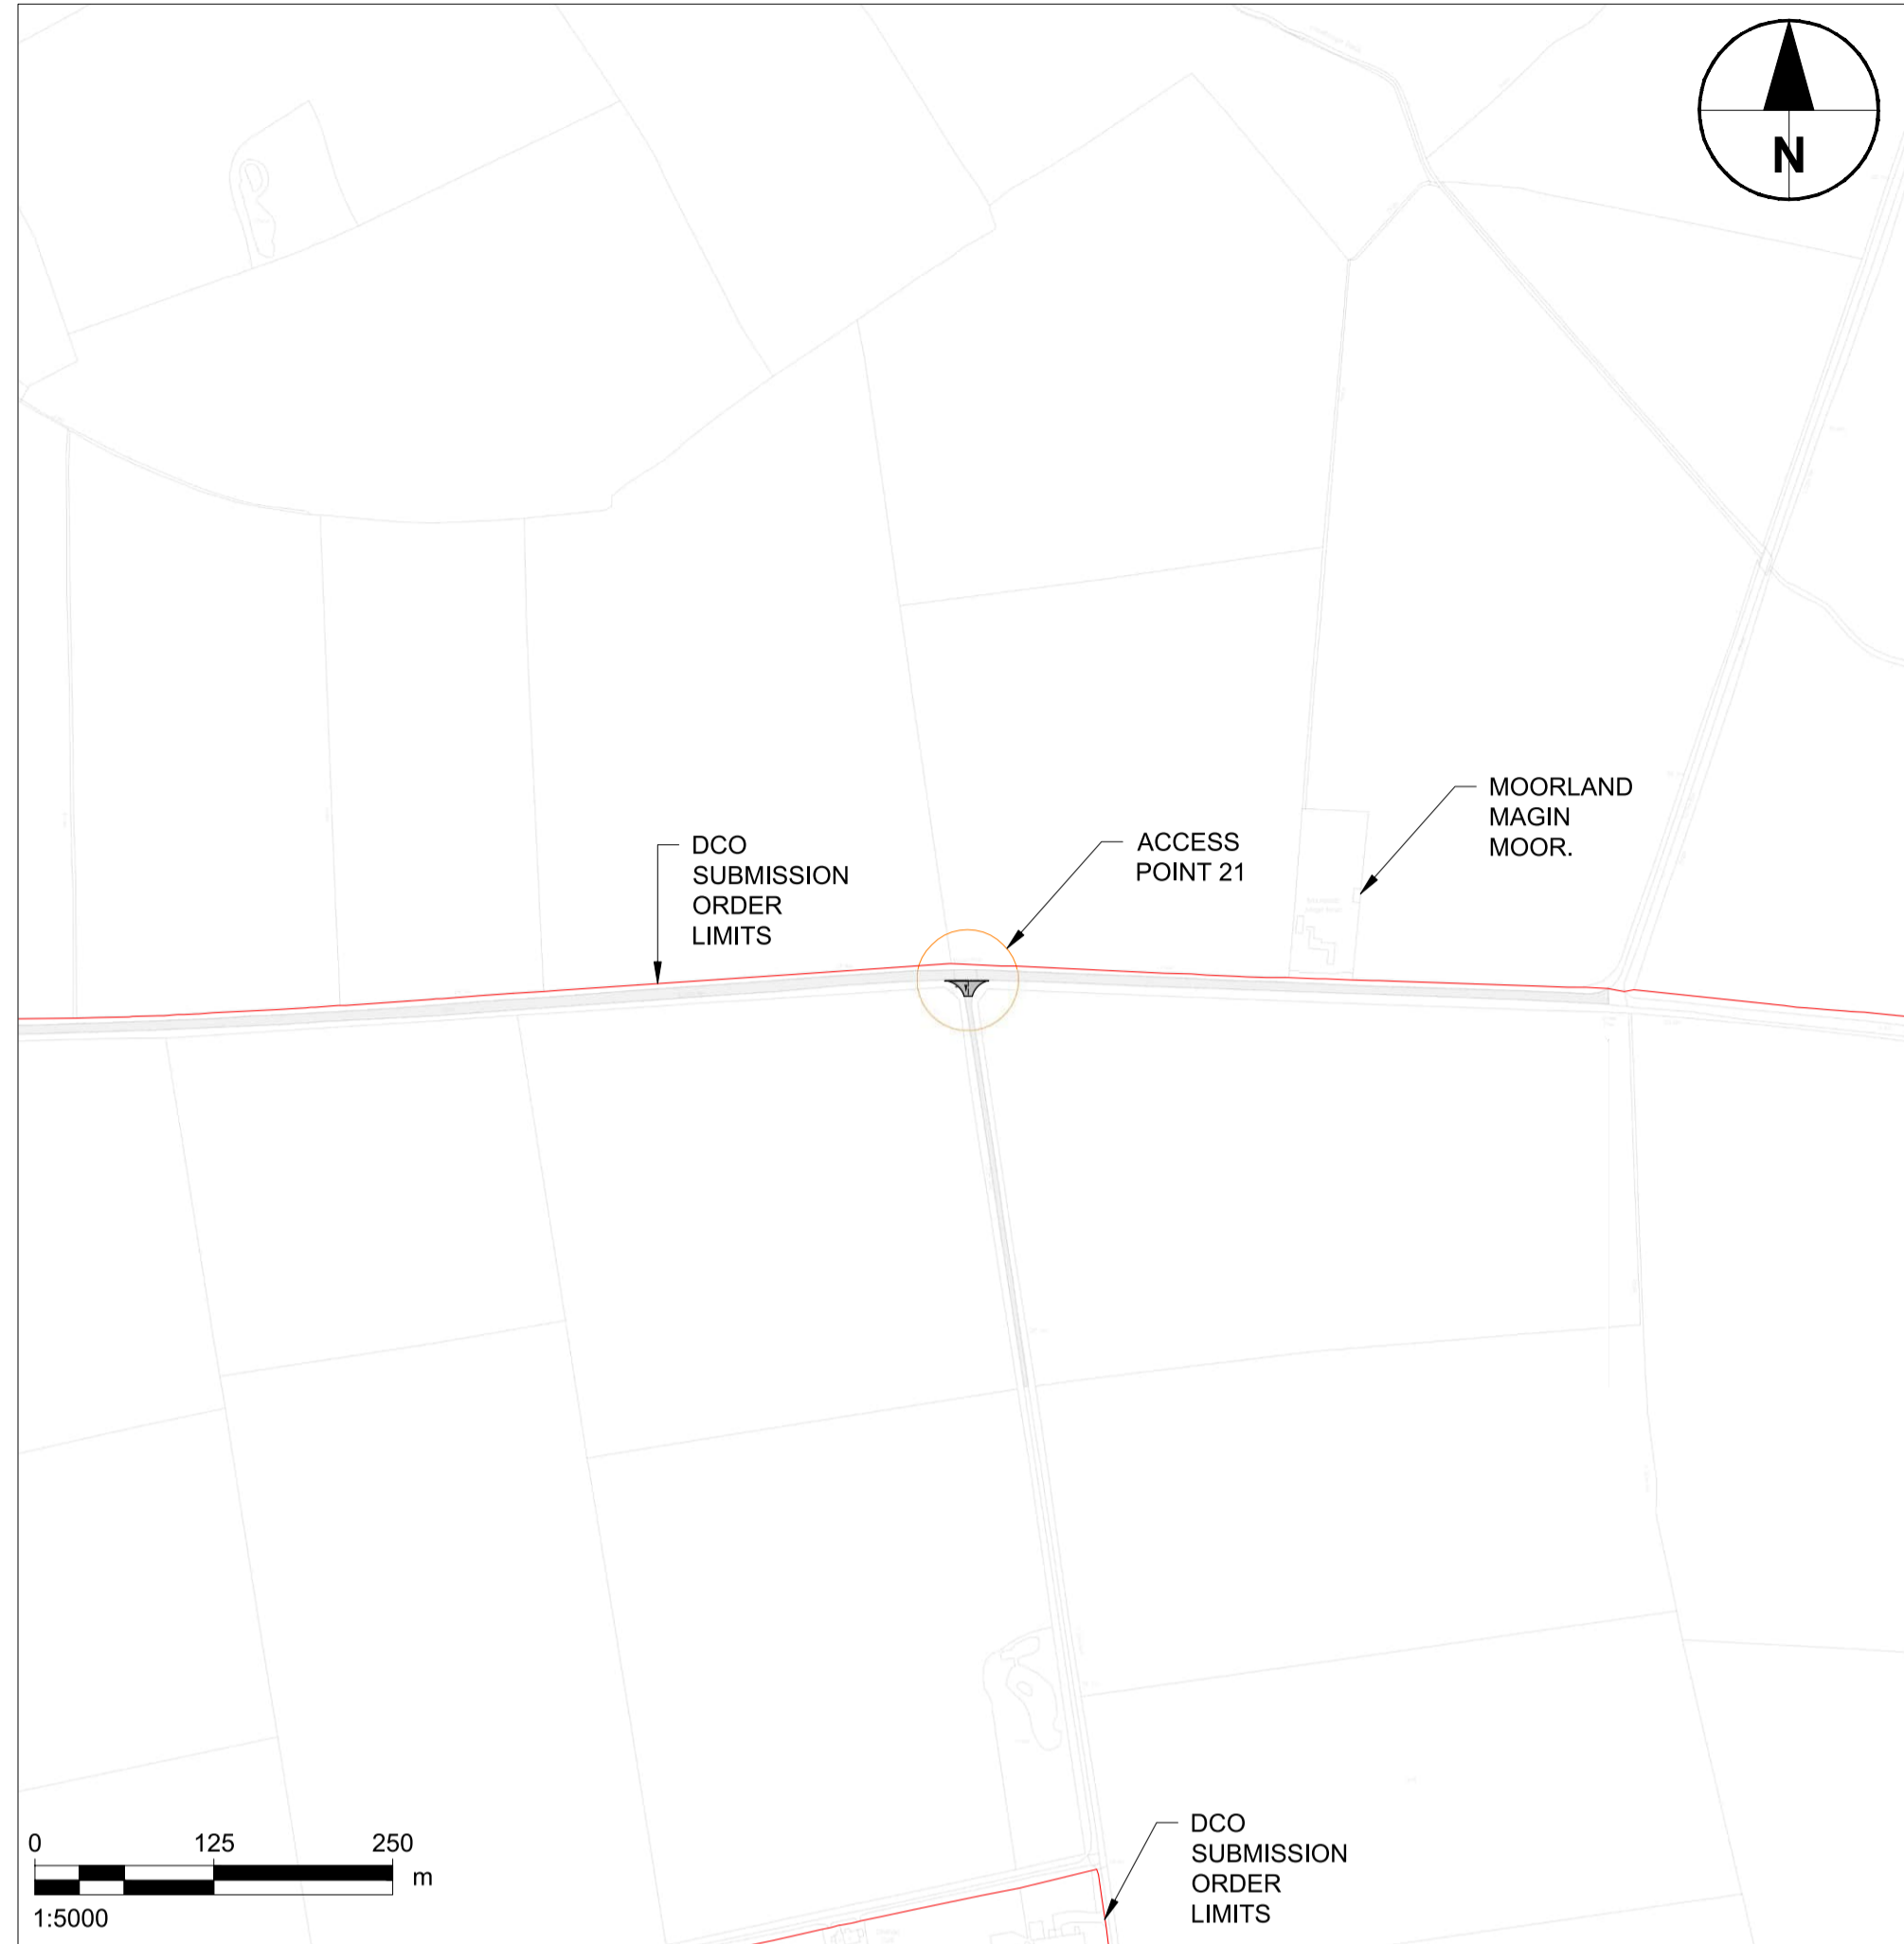 N
MOORLAND
MAGIN
MOOR.
DCO
SUBMISSION
ORDER
LIMITS
ACCESS
POINT 21
DCO
SUBMISSION
ORDER
LIMITS
0 125 250
m
1:5000